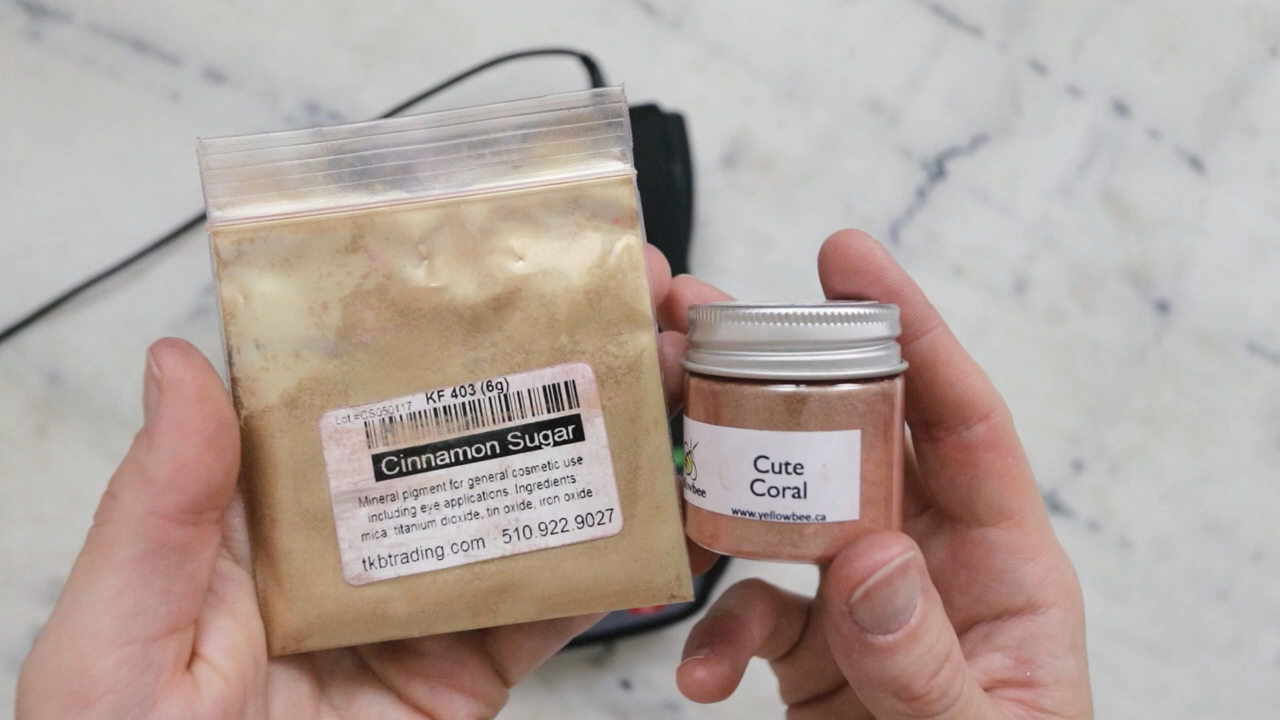 KF 403 (6g)
Lot #CS050117
Cinnamon Sugar
Mineral pigment for general cosmetic use
including eye applications. Ingredients
mica, titanium dioxide, tin oxide, iron oxide
tkbtrading.com 510.922.9027
Cute
Coral
www.yellowbee.ca